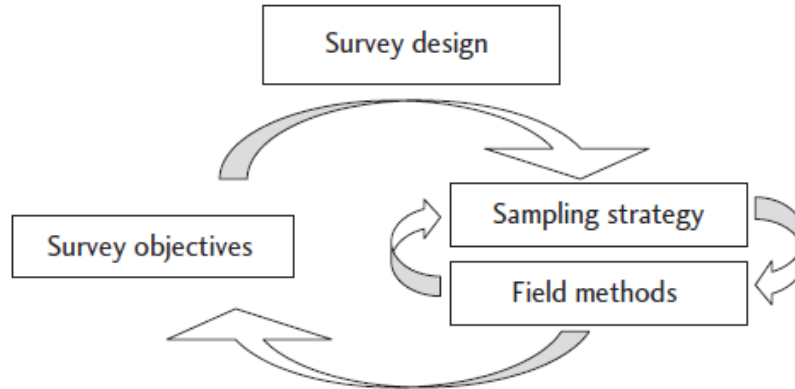 Survey design
Sampling strategy
Survey objectives
Field methods